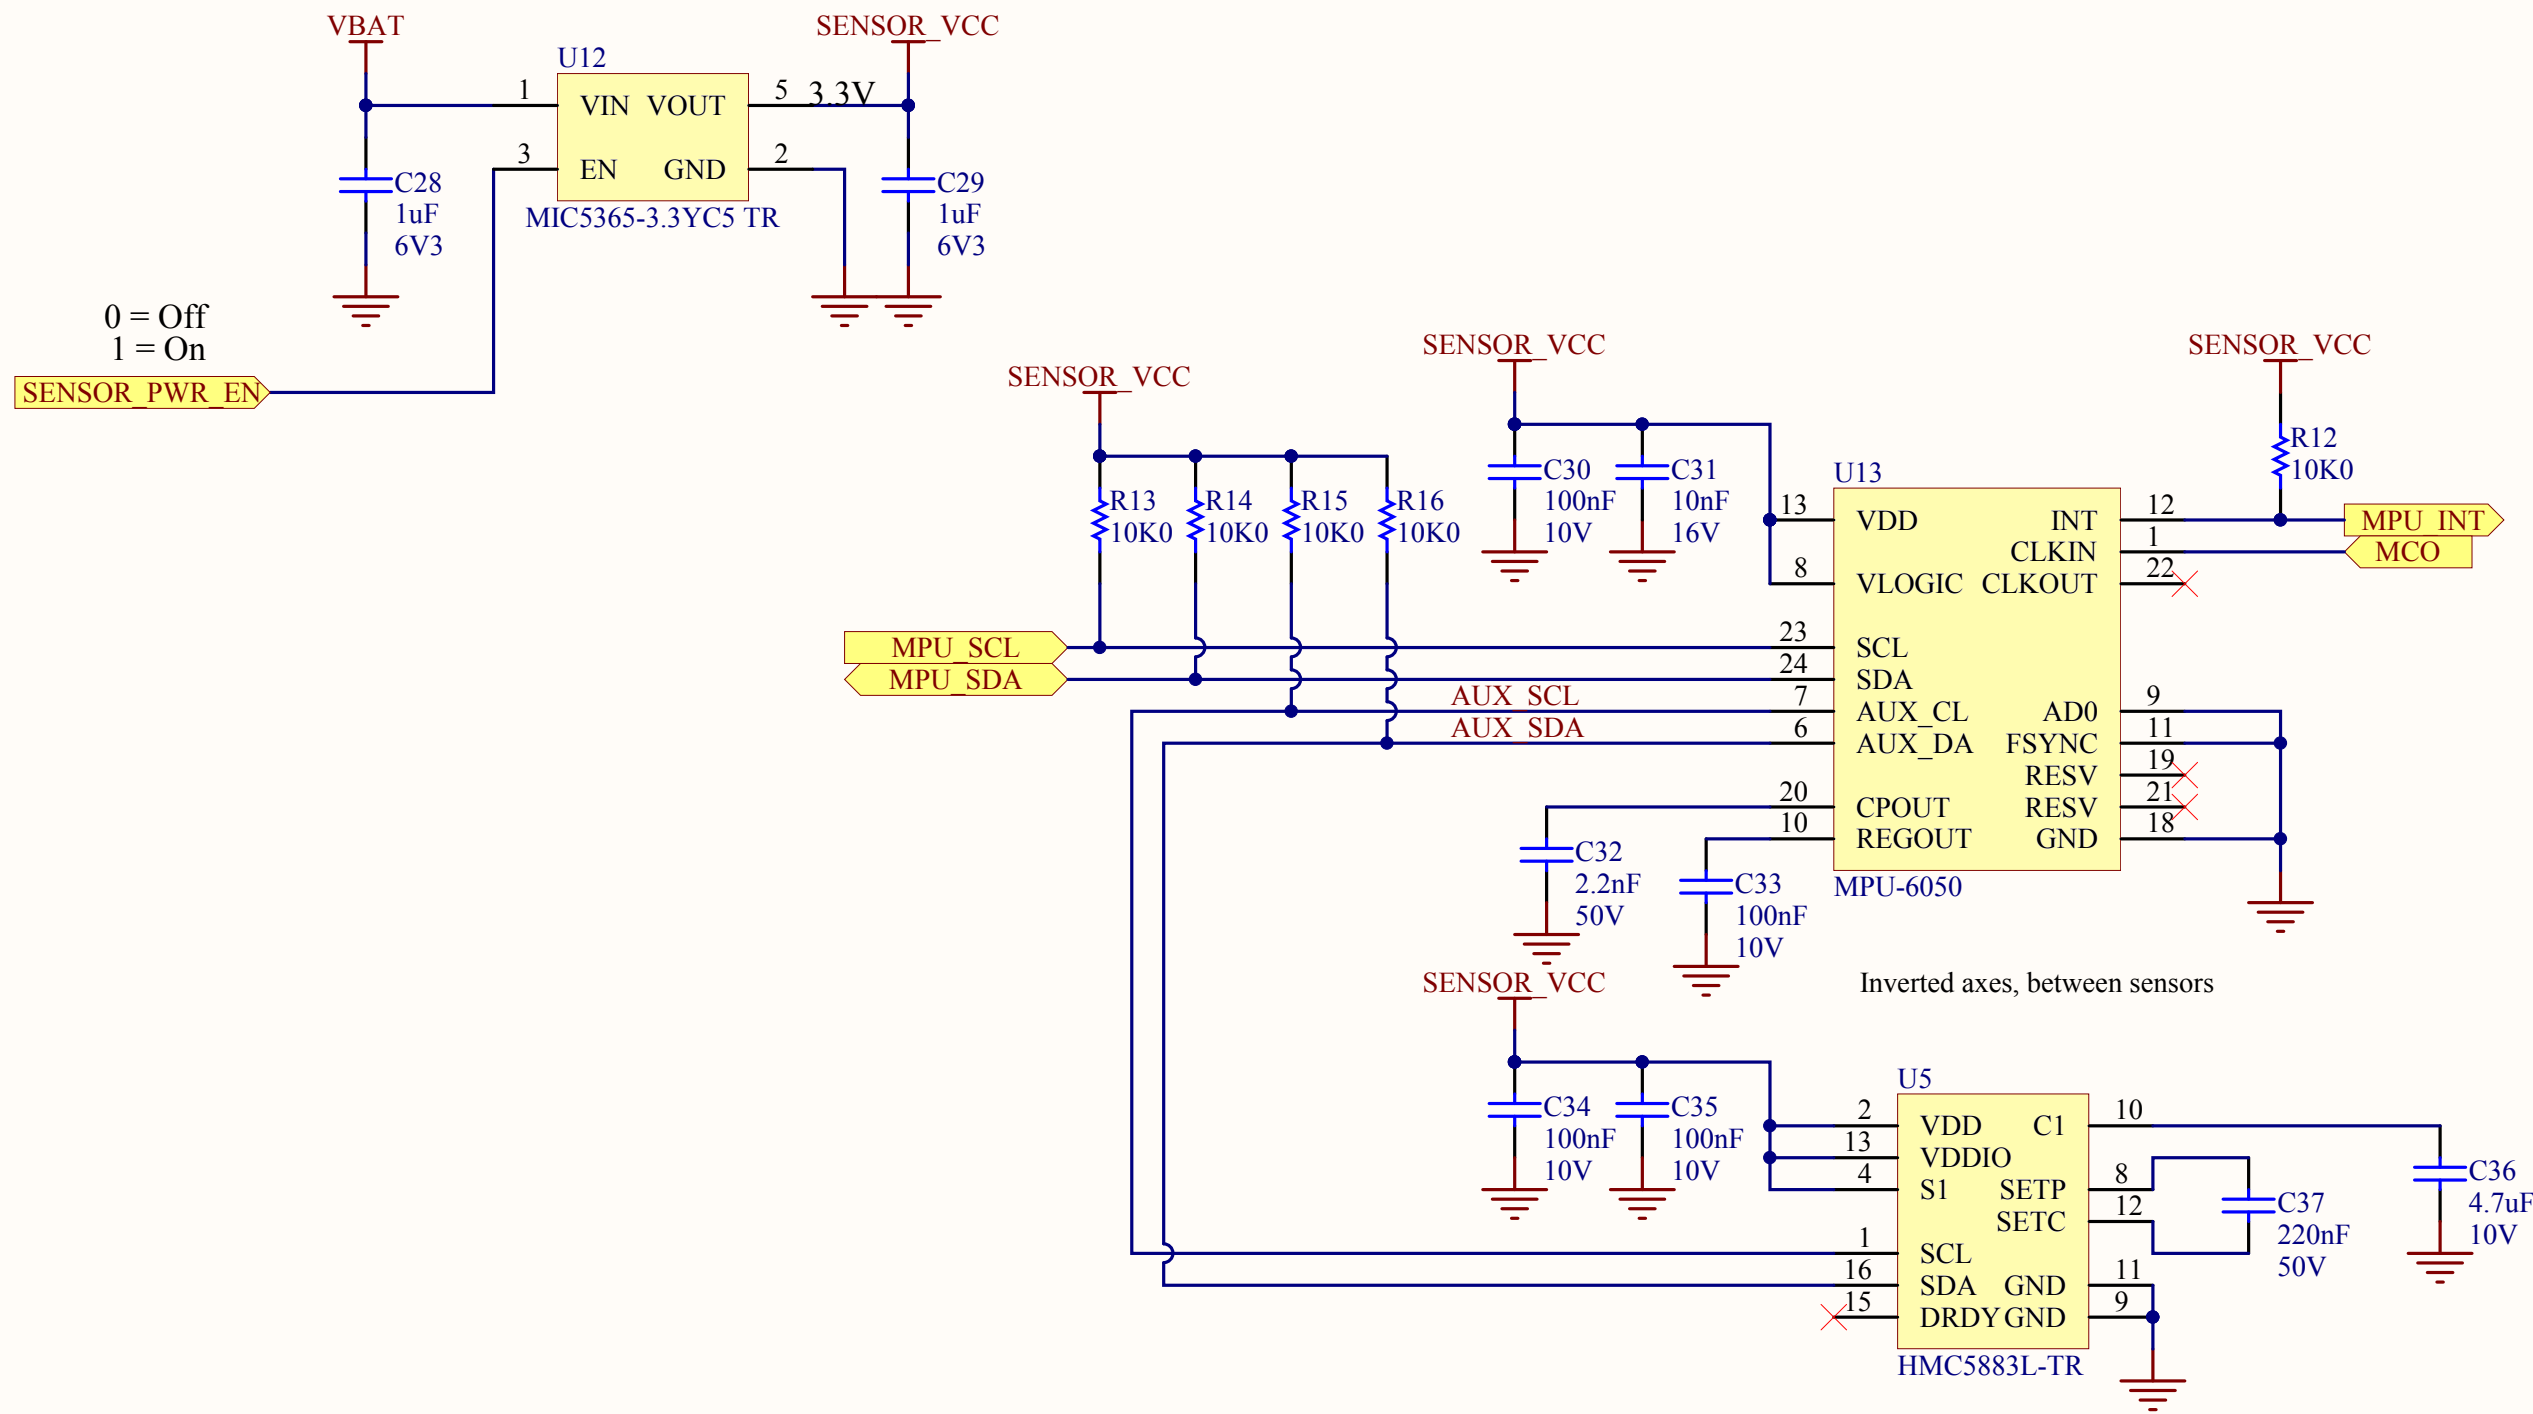 VBAT
SENSOR_VCC
U12
1
VIN
VOUT
5
3.3V
3
EN
GND
2
MIC5365-3.3YC5 TR
C28
1uF
6V3
C29
1uF
6V3
0 = Off
1 = On
SENSOR_PWR_EN
SENSOR_VCC
R13
10K0
R14
10K0
R15
10K0
R16
10K0
SENSOR_VCC
C30
100nF
10V
C31
10nF
16V
SENSOR_VCC
R12
10K0
U13
13
VDD
INT
12
MPU_INT
CLKIN
1
MCO
8
VLOGIC
CLKOUT
22
MPU_SCL
23
SCL
MPU_SDA
24
SDA
AUX_SCL
7
AUX_CL
AD0
9
AUX_SDA
6
AUX_DA
FSYNC
11
RESV
19
20
CPOUT
RESV
21
10
REGOUT
GND
18
MPU-6050
C32
2.2nF
50V
C33
100nF
10V
Inverted axes, between sensors
SENSOR_VCC
C34
100nF
10V
C35
100nF
10V
U5
2
VDD
C1
10
13
VDDIO
4
S1
SETP
8
SETC
12
1
SCL
16
SDA
GND
11
15
DRDY
GND
9
HMC5883L-TR
C37
220nF
50V
C36
4.7uF
10V